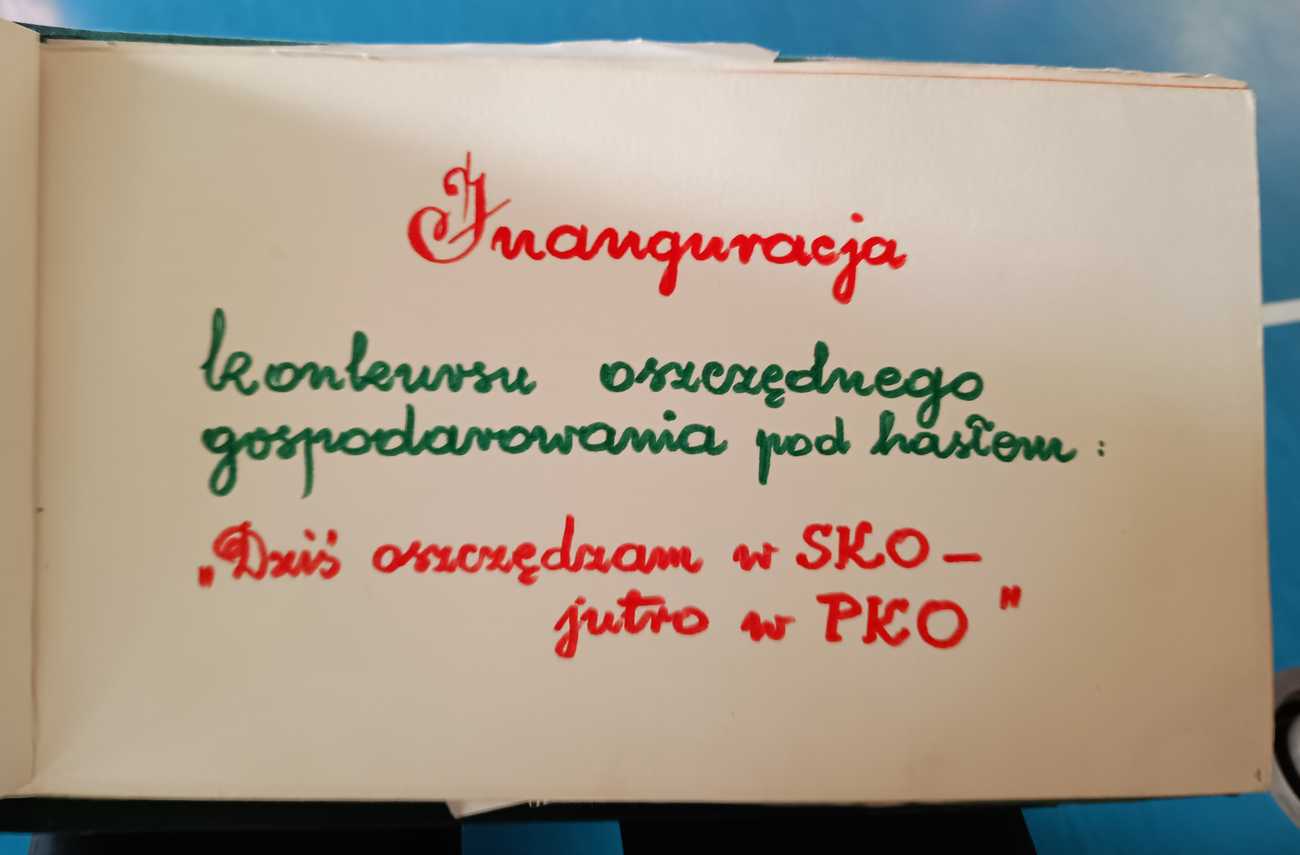 Inauguracja
konkursu oszczędnego
gospodarowania pod hasłem :
„Dziś oszczędzam w SKO –
jutro w PKO"